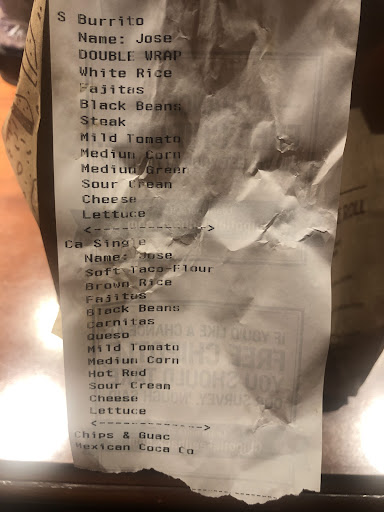 S Burrito
Name: Jose
DOUBLE WRAP
White Rice
Fajitas
Black Beans
Steak
Mild Tomato
Medium Corn
Medium Green
Sour Cream
Cheese
Lettuce
<-------------->
Ca Single
Name: Jose
Soft Taco-Flour
Brown Rice
Fajitas
Black Beans
Carnitas
Queso
Mild Tomato
Medium Corn
Hot Red
Sour Cream
Cheese
Lettuce
<-------------->
Chips & Guac
Mexican Coca Co